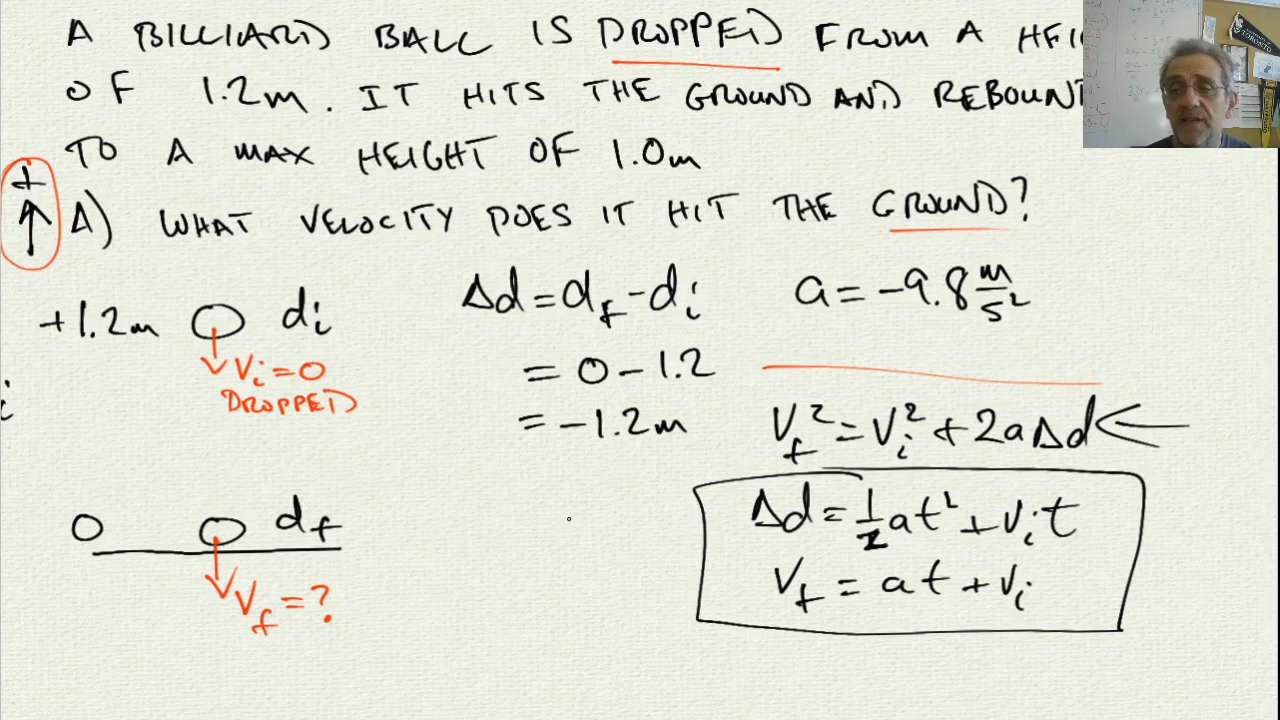 A BILLIARD BALL IS DROPPED FROM A HEI
OF 1.2m. IT HITS THE GROUND AND REBOUN
TO A MAX HEIGHT OF 1.0m
+
A) WHAT VELOCITY DOES IT HIT THE GROUND?
+1.2m di
Vi=0
DROPPED
i
Δd=df-di
=0-1.2
=-1.2m
a=-9.8 m/s²
Vf²=Vi²+2aΔd
Δd=1/2at²+Vit
Vf=at+Vi
0 df
Vf=?
TORONTO